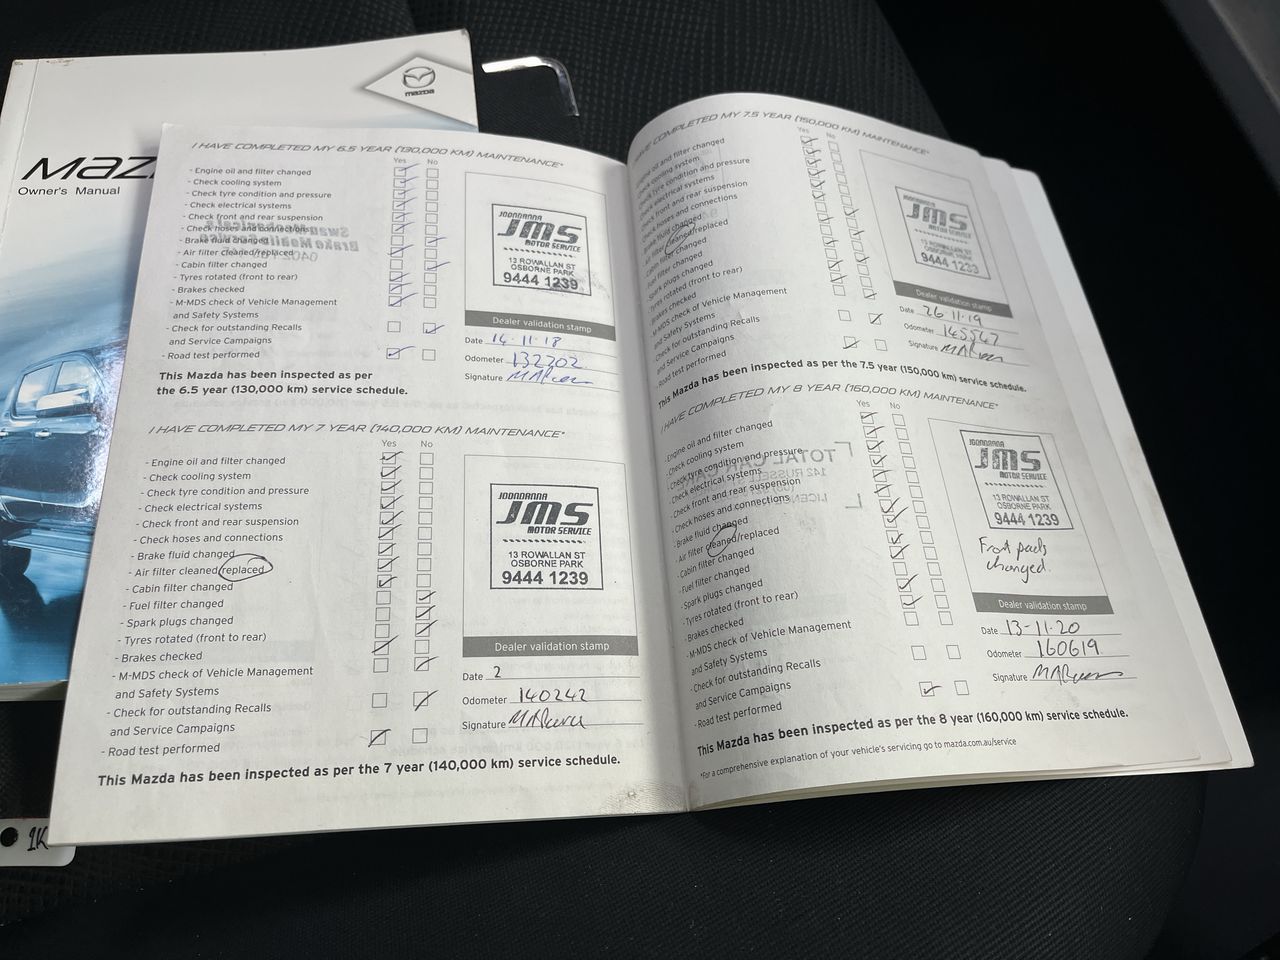 mazda
Maz
Owner's Manual
I HAVE COMPLETED MY 6.5 YEAR (130,000 KM) MAINTENANCE*
Yes No
- Engine oil and filter changed
- Check cooling system
- Check tyre condition and pressure
- Check electrical systems
- Check front and rear suspension
- Check hoses and connections
- Brake fluid changed
- Air filter cleaned/replaced
- Cabin filter changed
- Tyres rotated (front to rear)
- Brakes checked
- M-MDS check of Vehicle Management
and Safety Systems
- Check for outstanding Recalls
and Service Campaigns
- Road test performed
This Mazda has been inspected as per
the 6.5 year (130,000 km) service schedule.
JOONDANNA
JMS
MOTOR SERVICE
13 ROWALLAN ST
OSBORNE PARK
9444 1239
Dealer validation stamp
Date 14-11-18
Odometer 132202
Signature
I HAVE COMPLETED MY 7 YEAR (140,000 KM) MAINTENANCE*
Yes No
- Engine oil and filter changed
- Check cooling system
- Check tyre condition and pressure
- Check electrical systems
- Check front and rear suspension
- Check hoses and connections
- Brake fluid changed
- Air filter cleaned/replaced
- Cabin filter changed
- Fuel filter changed
- Spark plugs changed
- Tyres rotated (front to rear)
- Brakes checked
- M-MDS check of Vehicle Management
and Safety Systems
- Check for outstanding Recalls
and Service Campaigns
- Road test performed
This Mazda has been inspected as per the 7 year (140,000 km) service schedule.
JOONDANNA
JMS
MOTOR SERVICE
13 ROWALLAN ST
OSBORNE PARK
9444 1239
Dealer validation stamp
Date 2
Odometer 140242
Signature
I HAVE COMPLETED MY 7.5 YEAR (150,000 KM) MAINTENANCE*
Yes No
- Engine oil and filter changed
- Check cooling system
- Check tyre condition and pressure
- Check electrical systems
- Check front and rear suspension
- Check hoses and connections
- Brake fluid changed
- Air filter cleaned/replaced
- Cabin filter changed
- Fuel filter changed
- Spark plugs changed
- Tyres rotated (front to rear)
- Brakes checked
- M-MDS check of Vehicle Management
and Safety Systems
- Check for outstanding Recalls
and Service Campaigns
- Road test performed
This Mazda has been inspected as per the 7.5 year (150,000 km) service schedule.
JOONDANNA
JMS
MOTOR SERVICE
13 ROWALLAN ST
OSBORNE PARK
9444 1239
Dealer validation stamp
Date 26-11-19
Odometer 145547
Signature
I HAVE COMPLETED MY 8 YEAR (160,000 KM) MAINTENANCE*
Yes No
- Engine oil and filter changed
- Check cooling system
- Check tyre condition and pressure
- Check electrical systems
- Check front and rear suspension
- Check hoses and connections
- Brake fluid changed
- Air filter cleaned/replaced
- Cabin filter changed
- Fuel filter changed
- Spark plugs changed
- Tyres rotated (front to rear)
- Brakes checked
- M-MDS check of Vehicle Management
and Safety Systems
- Check for outstanding Recalls
and Service Campaigns
- Road test performed
This Mazda has been inspected as per the 8 year (160,000 km) service schedule.
*For a comprehensive explanation of your vehicle's servicing go to mazda.com.au/service
JOONDANNA
JMS
MOTOR SERVICE
13 ROWALLAN ST
OSBORNE PARK
9444 1239
Front pads
changed.
Dealer validation stamp
Date 13-11-20
Odometer 160619
Signature
1K